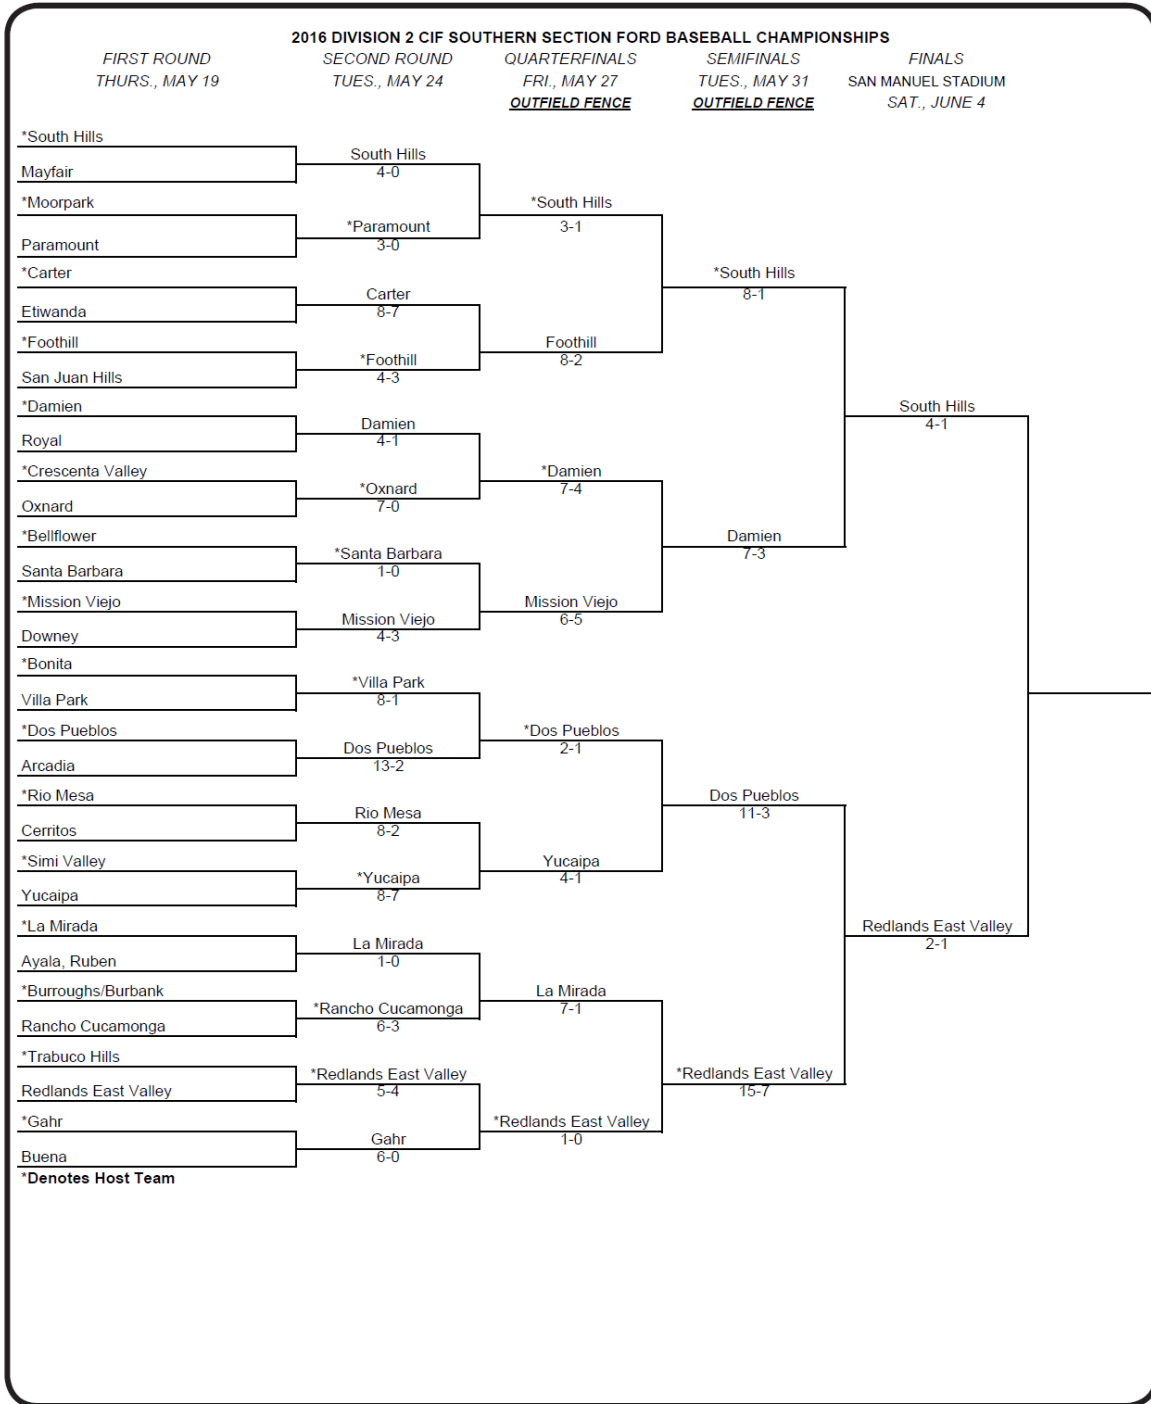 2016 DIVISION 2 CIF SOUTHERN SECTION FORD BASEBALL CHAMPIONSHIPS
FIRST ROUND
THURS., MAY 19
SECOND ROUND
TUES., MAY 24
QUARTERFINALS
FRI., MAY 27
OUTFIELD FENCE
SEMIFINALS
TUES., MAY 31
OUTFIELD FENCE
FINALS
SAN MANUEL STADIUM
SAT., JUNE 4
*South Hills
Mayfair
*Moorpark
Paramount
*Carter
Etiwanda
*Foothill
San Juan Hills
*Damien
Royal
*Crescenta Valley
Oxnard
*Bellflower
Santa Barbara
*Mission Viejo
Downey
*Bonita
Villa Park
*Dos Pueblos
Arcadia
*Rio Mesa
Cerritos
*Simi Valley
Yucaipa
*La Mirada
Ayala, Ruben
*Burroughs/Burbank
Rancho Cucamonga
*Trabuco Hills
Redlands East Valley
*Gahr
Buena
*Denotes Host Team
South Hills
4-0
*Paramount
3-0
Carter
8-7
*Foothill
4-3
Damien
4-1
*Oxnard
7-0
*Santa Barbara
1-0
Mission Viejo
4-3
*Villa Park
8-1
Dos Pueblos
13-2
Rio Mesa
8-2
*Yucaipa
8-7
La Mirada
1-0
*Rancho Cucamonga
6-3
*Redlands East Valley
5-4
Gahr
6-0
*South Hills
3-1
Foothill
8-2
*Damien
7-4
Mission Viejo
6-5
*Dos Pueblos
2-1
Yucaipa
4-1
La Mirada
7-1
*Redlands East Valley
1-0
*South Hills
8-1
Damien
7-3
Dos Pueblos
11-3
*Redlands East Valley
15-7
South Hills
4-1
Redlands East Valley
2-1